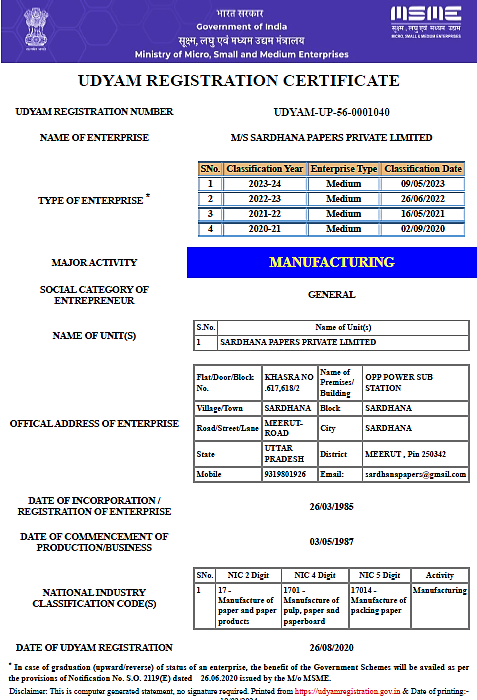 भारत सरकार
Government of India
सूक्ष्म, लघु एवं मध्यम उद्यम मंत्रालय
Ministry of Micro, Small and Medium Enterprises
MSME
सूक्ष्म, लघु एवं मध्यम उद्यम
MICRO, SMALL & MEDIUM ENTERPRISES
UDYAM REGISTRATION CERTIFICATE
UDYAM REGISTRATION NUMBER UDYAM-UP-56-0001040
NAME OF ENTERPRISE M/S SARDHANA PAPERS PRIVATE LIMITED
TYPE OF ENTERPRISE *
SNo. Classification Year Enterprise Type Classification Date
1 2023-24 Medium 09/05/2023
2 2022-23 Medium 26/06/2022
3 2021-22 Medium 16/05/2021
4 2020-21 Medium 02/09/2020
MAJOR ACTIVITY MANUFACTURING
SOCIAL CATEGORY OF
ENTREPRENEUR
GENERAL
NAME OF UNIT(S)
S.No. Name of Unit(s)
1 SARDHANA PAPERS PRIVATE LIMITED
OFFICAL ADDRESS OF ENTERPRISE
Flat/Door/Block
No.
KHASRA NO
.617,618/2
Name of
Premises/
Building
OPP POWER SUB
STATION
Village/Town SARDHANA Block SARDHANA
Road/Street/Lane
MEERUT-
ROAD
City SARDHANA
State
UTTAR
PRADESH
District MEERUT , Pin 250342
Mobile 9319801926 Email: sardhanapapers@gmail.com
DATE OF INCORPORATION /
REGISTRATION OF ENTERPRISE
26/03/1985
DATE OF COMMENCEMENT OF
PRODUCTION/BUSINESS
03/05/1987
NATIONAL INDUSTRY
CLASSIFICATION CODE(S)
SNo. NIC 2 Digit NIC 4 Digit NIC 5 Digit Activity
1
17 -
Manufacture of
paper and paper
products
1701 -
Manufacture of
pulp, paper and
paperboard
17014 -
Manufacture of
packing paper
Manufacturing
DATE OF UDYAM REGISTRATION 26/08/2020
* In case of graduation (upward/reverse) of status of an enterprise, the benefit of the Government Schemes will be availed as per
the provisions of Notification No. S.O. 2119(E) dated 26.06.2020 issued by the M/o MSME.
Disclaimer: This is computer generated statement, no signature required. Printed from https://udyamregistration.gov.in & Date of printing:-